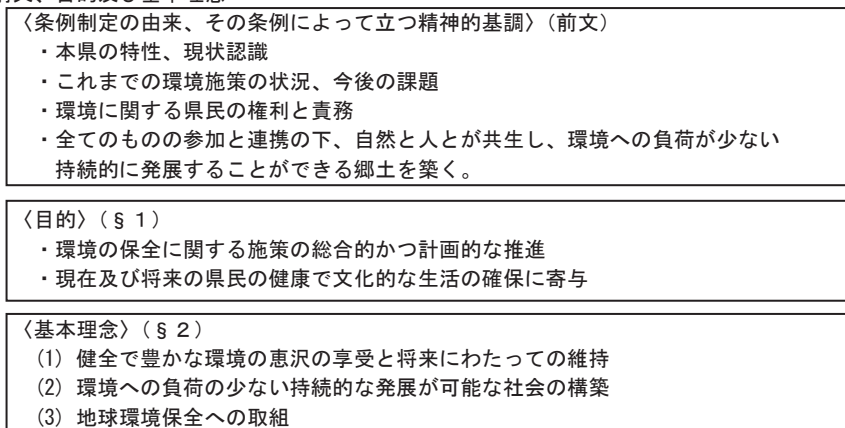 前文、目的及び基本理念
〈条例制定の由来、その条例によって立つ精神的基調〉(前文)
・本県の特性、現状認識
・これまでの環境施策の状況、今後の課題
・環境に関する県民の権利と責務
・全てのものの参加と連携の下、自然と人とが共生し、環境への負荷が少ない
持続的に発展することができる郷土を築く。
〈目的〉(§1)
・環境の保全に関する施策の総合的かつ計画的な推進
・現在及び将来の県民の健康で文化的な生活の確保に寄与
〈基本理念〉(§2)
(1) 健全で豊かな環境の恵沢の享受と将来にわたっての維持
(2) 環境への負荷の少ない持続的な発展が可能な社会の構築
(3) 地球環境保全への取組